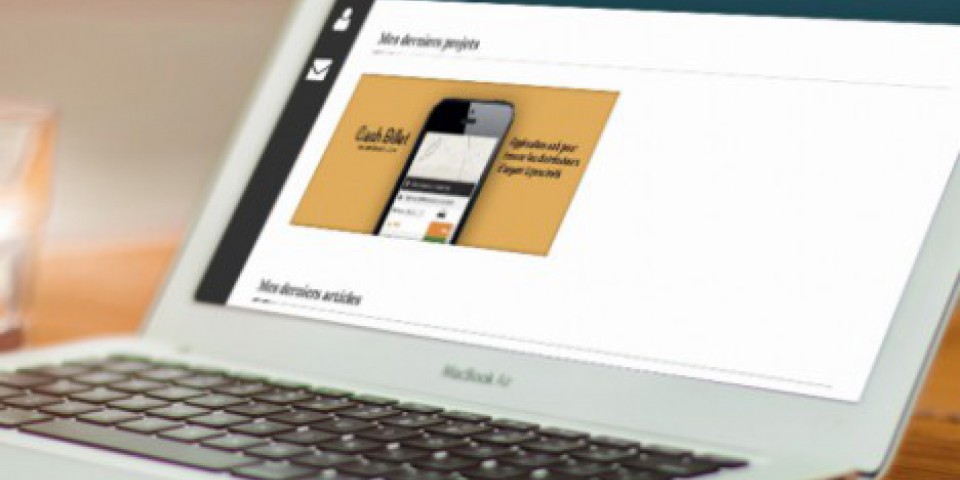 Mes derniers projets
Cash Billet
Application web pour
trouver les distributeurs
d'argent à proximité
Mes derniers articles
MacBook Air